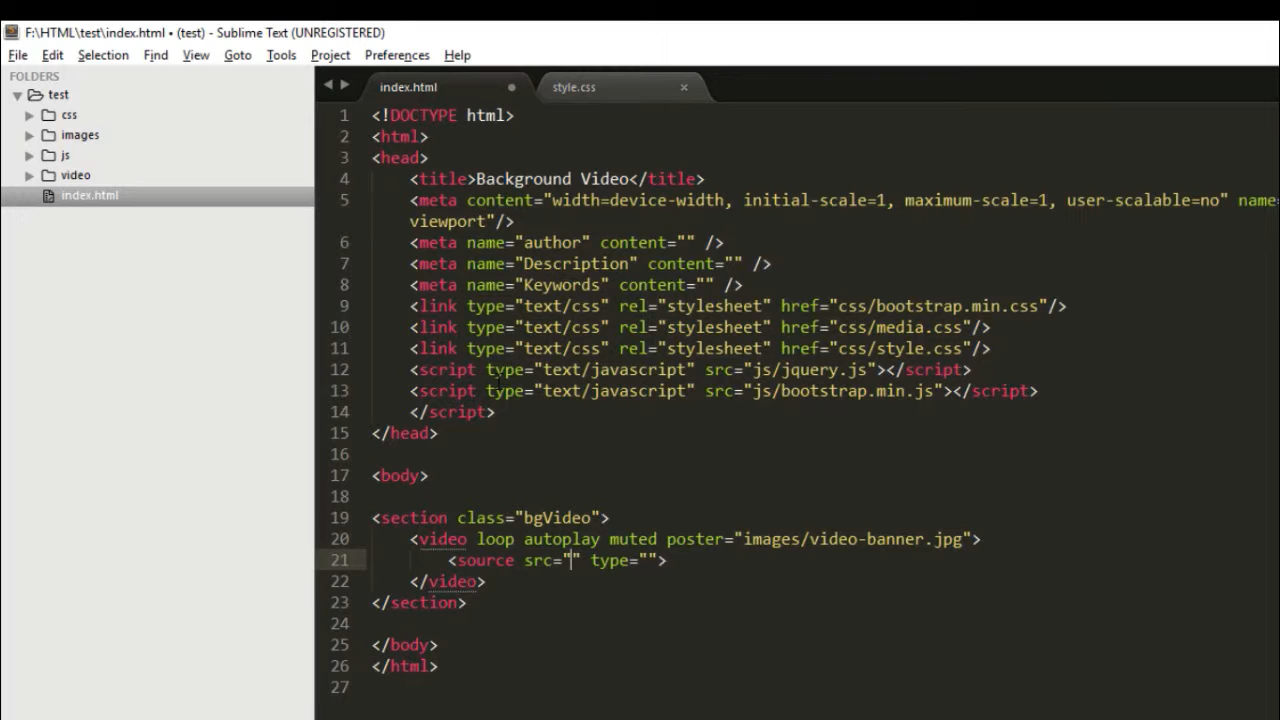 F:\HTML\test\index.html • (test) - Sublime Text (UNREGISTERED)
File Edit Selection Find View Goto Tools Project Preferences Help
FOLDERS
test
css
images
js
video
index.html
index.html style.css
1 <!DOCTYPE html>
2 <html>
3 <head>
4 <title>Background Video</title>
5 <meta content="width=device-width, initial-scale=1, maximum-scale=1, user-scalable=no" name=
viewport"/>
6 <meta name="author" content="" />
7 <meta name="Description" content="" />
8 <meta name="Keywords" content="" />
9 <link type="text/css" rel="stylesheet" href="css/bootstrap.min.css"/>
10 <link type="text/css" rel="stylesheet" href="css/media.css"/>
11 <link type="text/css" rel="stylesheet" href="css/style.css"/>
12 <script type="text/javascript" src="js/jquery.js"></script>
13 <script type="text/javascript" src="js/bootstrap.min.js"></script>
14 </script>
15 </head>
16
17 <body>
18
19 <section class="bgVideo">
20 <video loop autoplay muted poster="images/video-banner.jpg">
21 <source src="" type="">
22 </video>
23 </section>
24
25 </body>
26 </html>
27